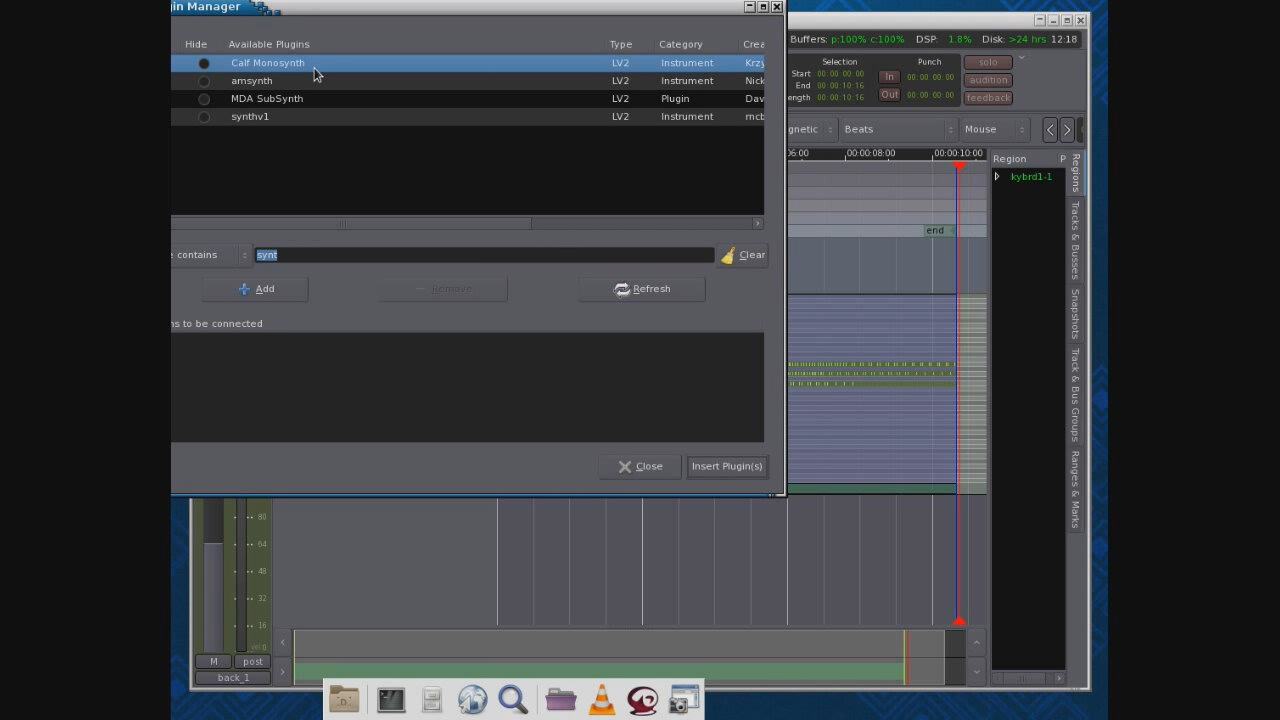 gin Manager
Hide Available Plugins Type Category Crea
Calf Monosynth LV2 Instrument Krzy
amsynth LV2 Instrument Nick
MDA SubSynth LV2 Plugin Dav
synthv1 LV2 Instrument mcb
e contains synt Clear
Add Remove Refresh
ns to be connected
Close Insert Plugin(s)
Buffers: p:100% c:100% DSP: 1.8% Disk: >24 hrs 12:18
Selection Punch
Start 00:00:00:00 In 00:00:00:00
End 00:00:10:16 Out 00:00:00:00
ength 00:00:10:16
solo
audition
feedback
gnetic Beats Mouse
06:00 00:00:08:00 00:00:10:00
end
Region P
kybrd1-1
Regions
Tracks & Busses
Snapshots
Track & Bus Groups
Ranges & Marks
80
64
48
32
16
M post
back_1